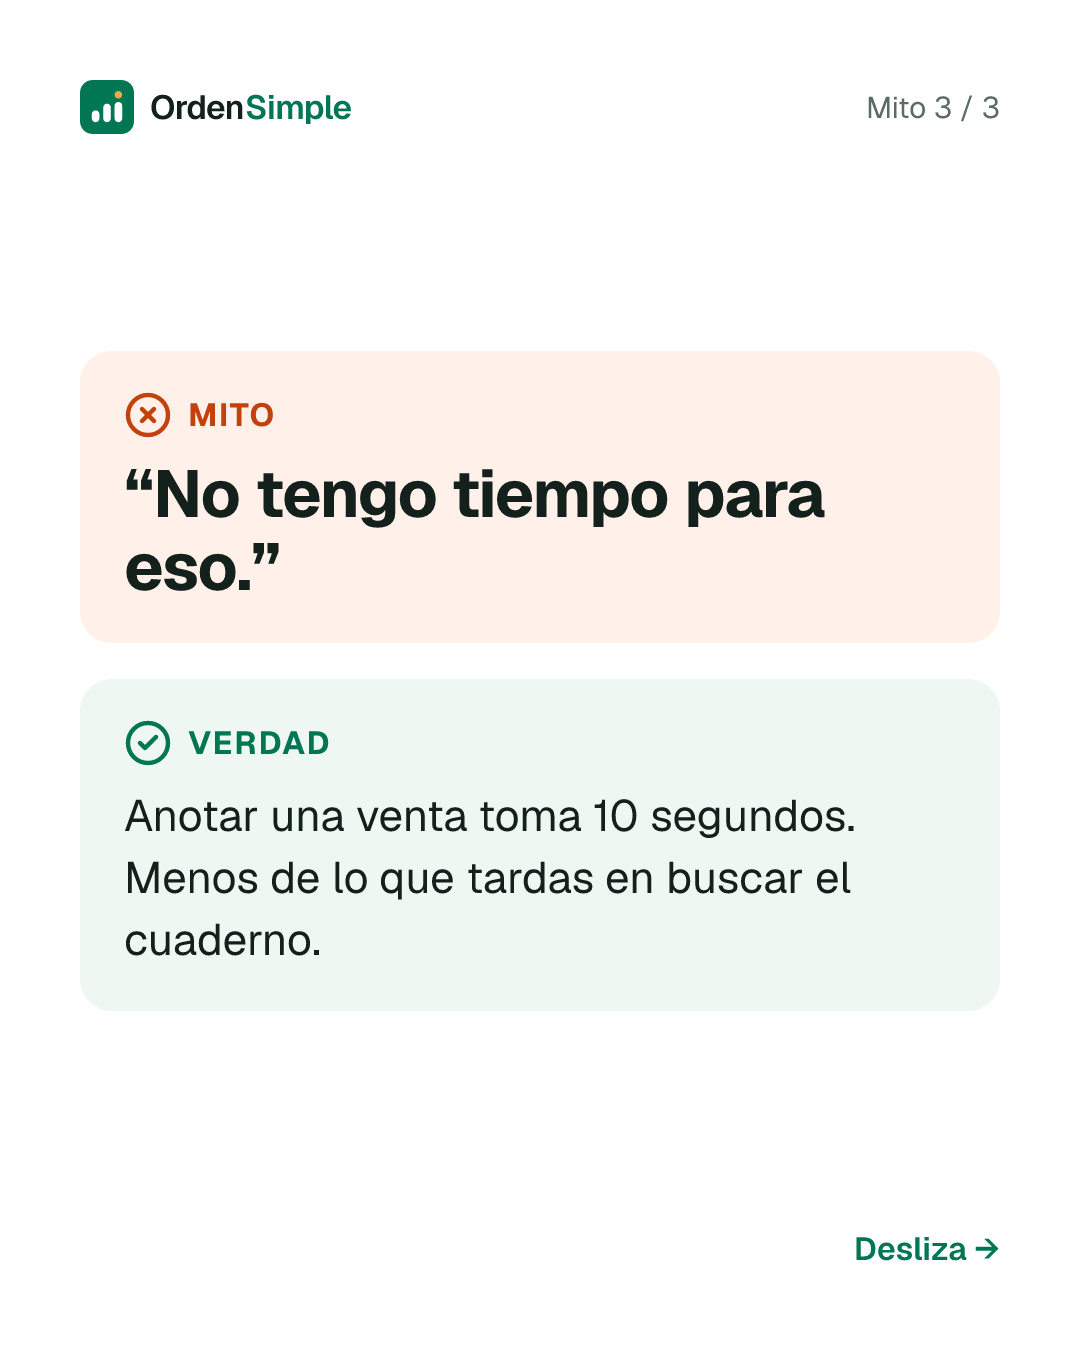 OrdenSimple
Mito 3 / 3
MITO
“No tengo tiempo para
eso.”
VERDAD
Anotar una venta toma 10 segundos.
Menos de lo que tardas en buscar el
cuaderno.
Desliza →